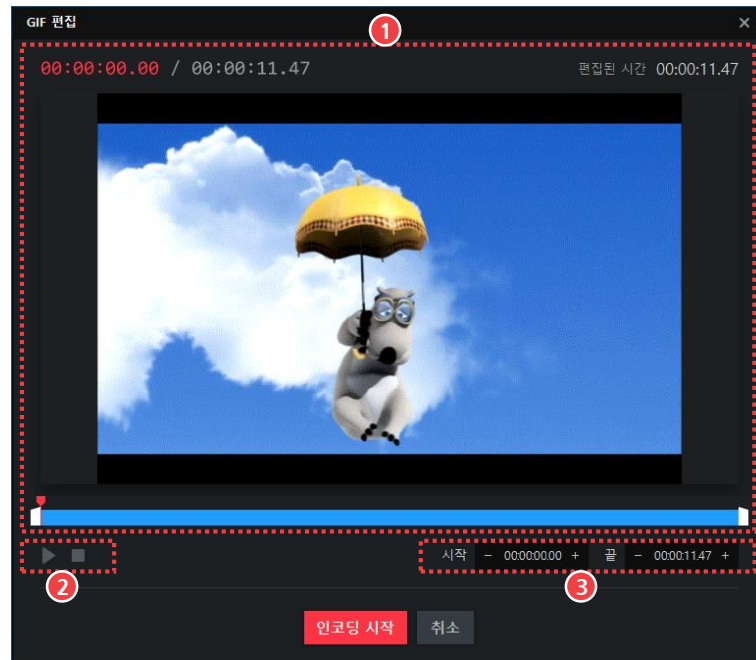 GIF 편집
1
00:00:00.00 / 00:00:11.47
편집된 시간 00:00:11.47
시작 - 00:00:00.00 + 끝 - 00:00:11.47 +
2
3
인코딩 시작 취소